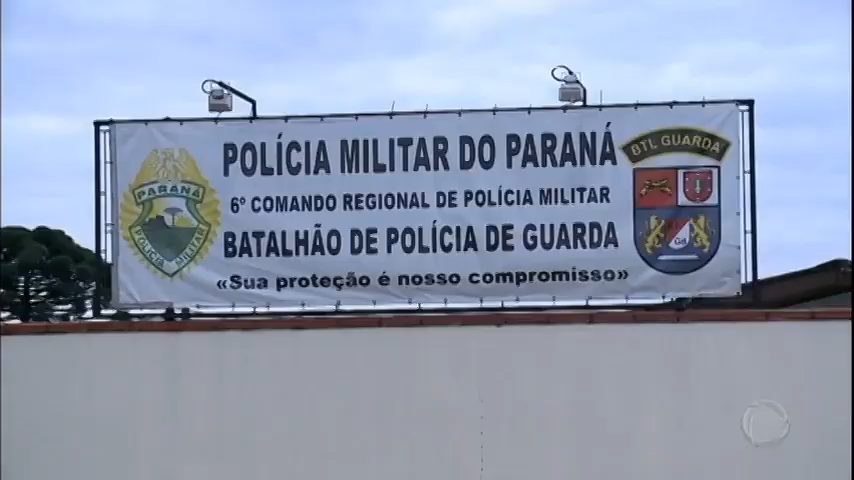 POLÍCIA MILITAR DO PARANÁ
6º COMANDO REGIONAL DE POLÍCIA MILITAR
BATALHÃO DE POLÍCIA DE GUARDA
«Sua proteção é nosso compromisso»
PARANÁ
POLÍCIA MILITAR
BTL GUARDA
Gd